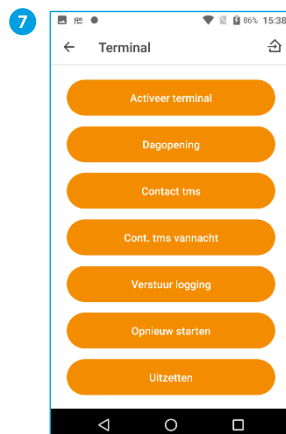 7
86% 15:38
Terminal
Activeer terminal
Dagopening
Contact tms
Cont. tms vannacht
Verstuur logging
Opnieuw starten
Uitzetten